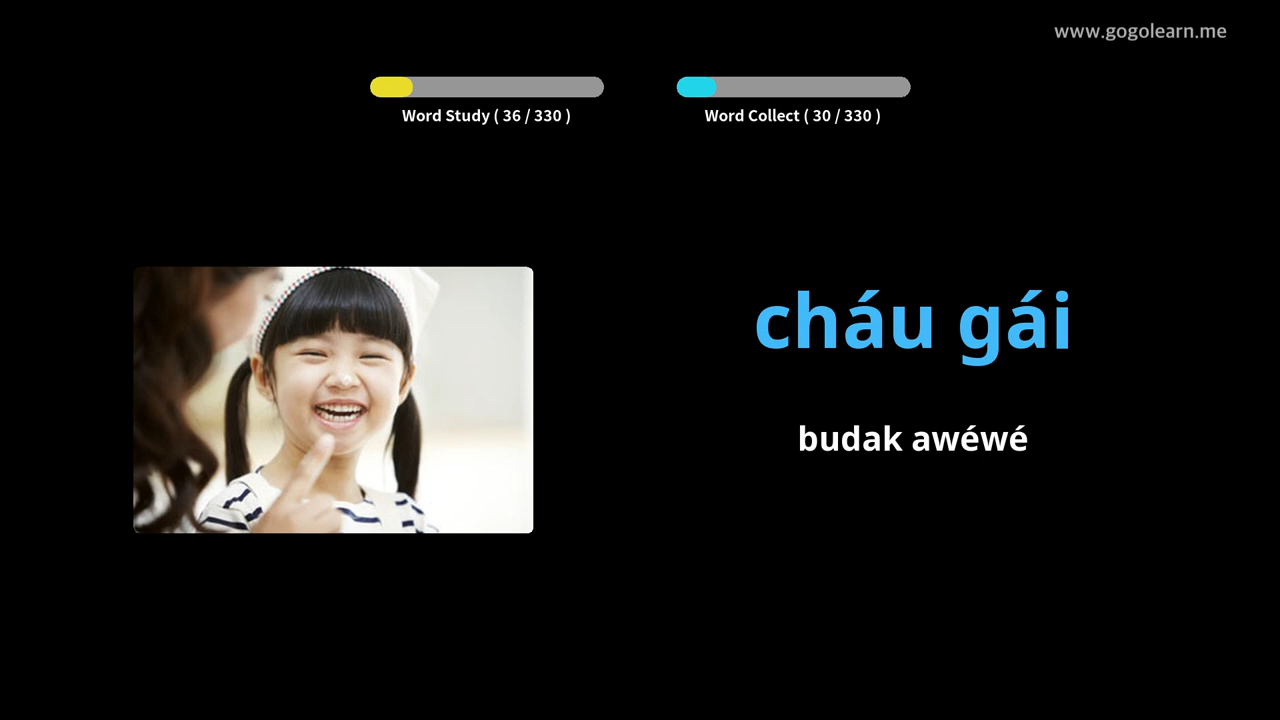 www.gogolearn.me
Word Study ( 36 / 330 )
Word Collect ( 30 / 330 )
cháu gái
budak awéwé